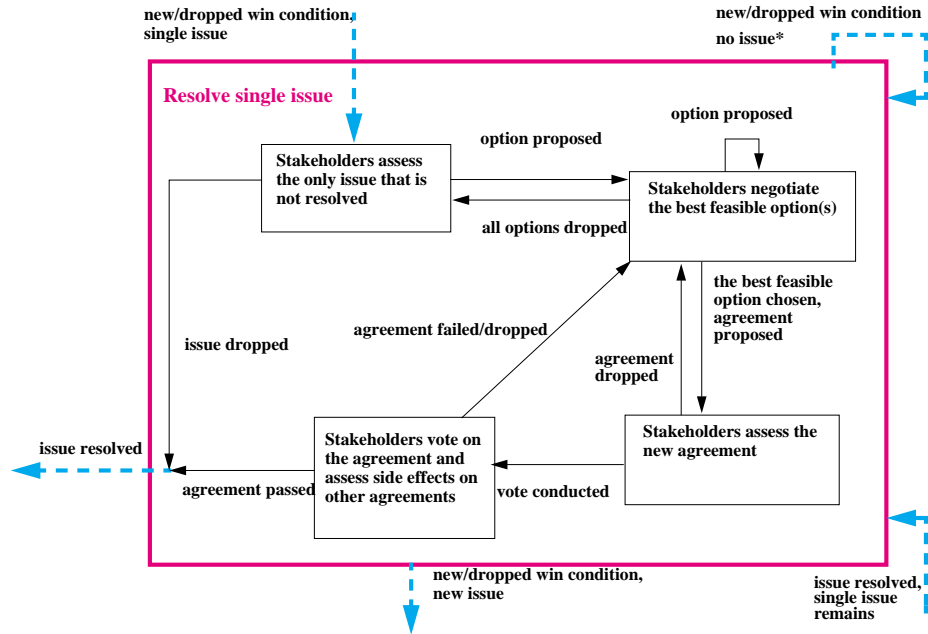 new/dropped win condition,
single issue
new/dropped win condition
no issue*
Resolve single issue
option proposed
option proposed
Stakeholders assess
the only issue that is
not resolved
Stakeholders negotiate
the best feasible option(s)
all options dropped
the best feasible
option chosen,
agreement
proposed
agreement failed/dropped
issue dropped
agreement
dropped
Stakeholders vote on
the agreement and
assess side effects on
other agreements
Stakeholders assess the
new agreement
issue resolved
agreement passed
vote conducted
new/dropped win condition,
new issue
issue resolved,
single issue
remains